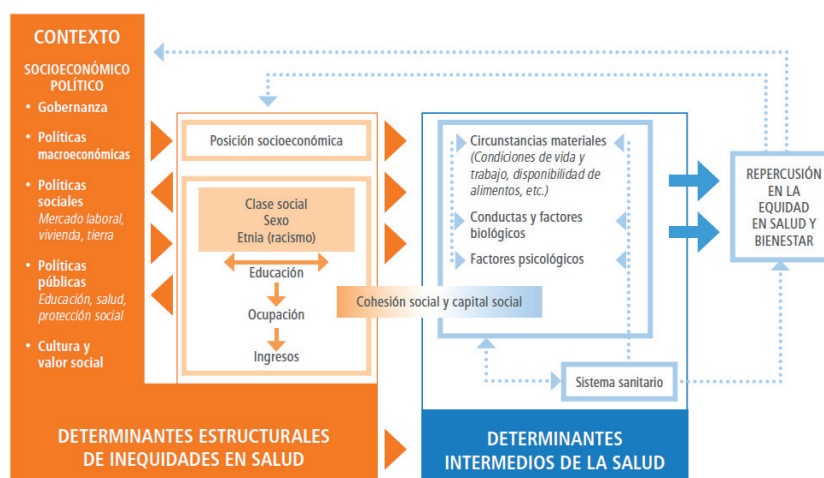 CONTEXTO
SOCIOECONÓMICO
POLÍTICO
• Gobernanza
• Políticas
macroeconómicas
• Políticas
sociales
Mercado laboral,
vivienda, tierra
• Políticas
públicas
Educación, salud,
protección social
• Cultura y
valor social
Posición socioeconómica
Clase social
Sexo
Etnia (racismo)
Educación
Ocupación
Ingresos
Cohesión social y capital social
Circunstancias materiales
(Condiciones de vida y
trabajo, disponibilidad de
alimentos, etc.)
Conductas y factores
biológicos
Factores psicológicos
Sistema sanitario
REPERCUSIÓN
EN LA
EQUIDAD
EN SALUD Y
BIENESTAR
DETERMINANTES ESTRUCTURALES
DE INEQUIDADES EN SALUD
DETERMINANTES
INTERMEDIOS DE LA SALUD